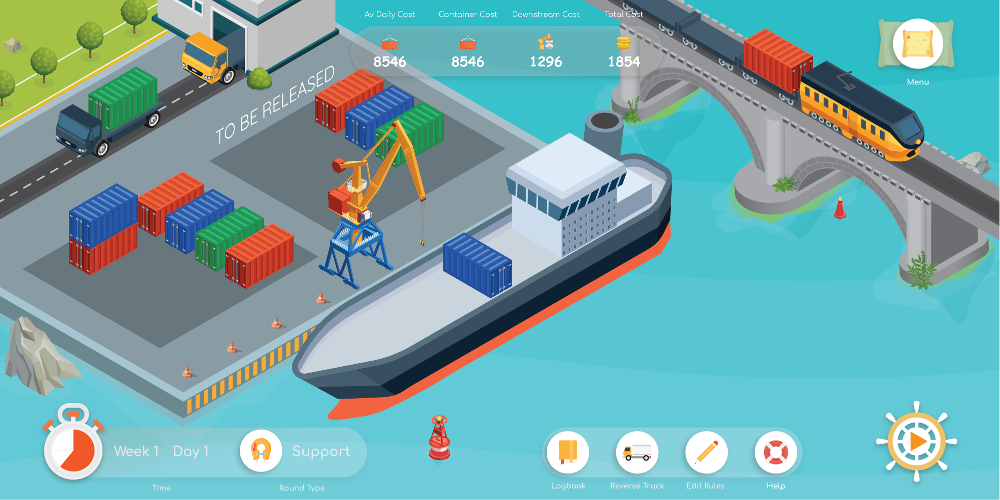 Av Daily Cost Container Cost Downstream Cost Total Cost
8546 8546 1296 1854
Menu
TO BE RELEASED
Week 1 Day 1 Support
Time Round Type
Logbook Reverse Truck Edit Rules Help